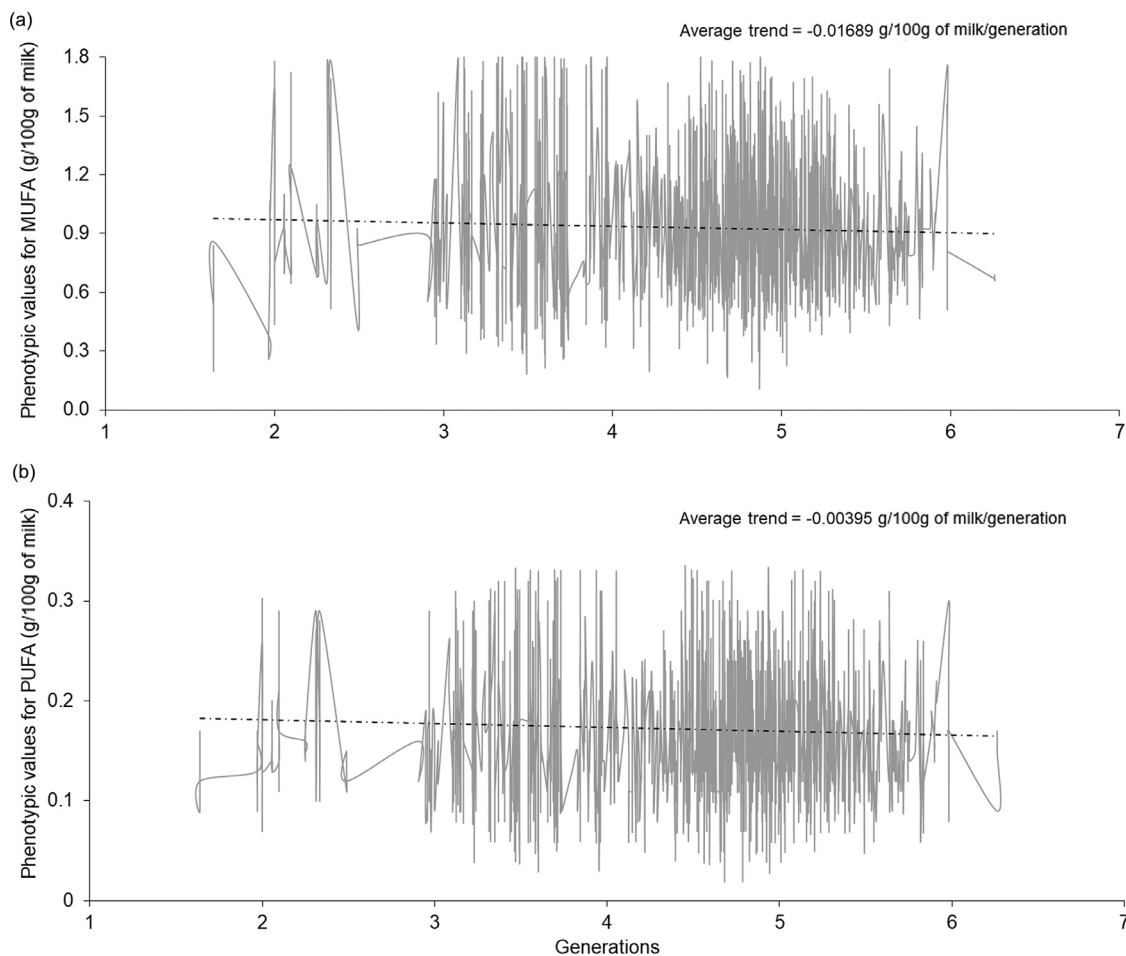 (a)
Average trend = -0.01689 g/100g of milk/generation
Phenotypic values for MUFA (g/100g of milk)
1.8
1.5
1.2
0.9
0.6
0.3
0.0
1 2 3 4 5 6 7
(b)
Average trend = -0.00395 g/100g of milk/generation
Phenotypic values for PUFA (g/100g of milk)
0.4
0.3
0.2
0.1
0
1 2 3 4 5 6 7
Generations